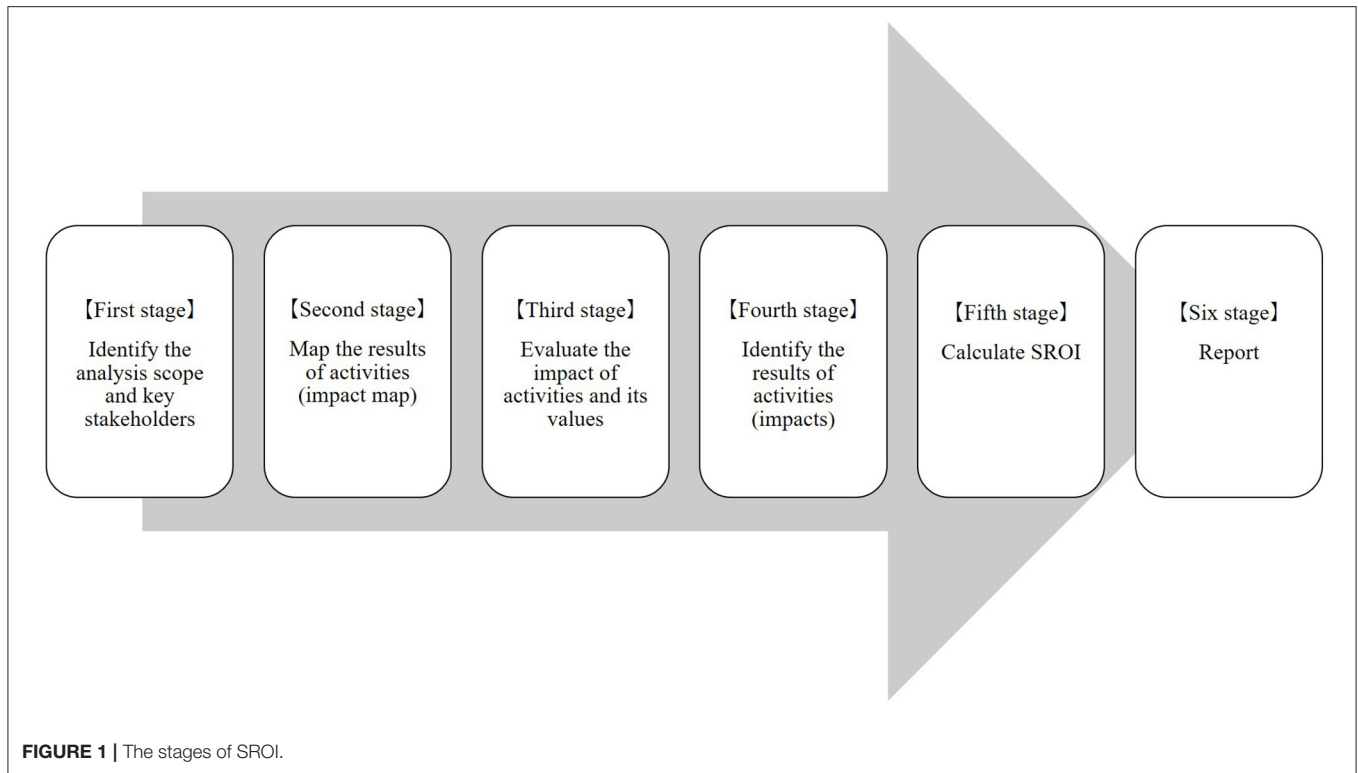 【First stage】
Identify the
analysis scope
and key
stakeholders
【Second stage】
Map the results
of activities
(impact map)
【Third stage】
Evaluate the
impact of
activities and its
values
【Fourth stage】
Identify the
results of
activities
(impacts)
【Fifth stage】
Calculate SROI
【Six stage】
Report
FIGURE 1 | The stages of SROI.